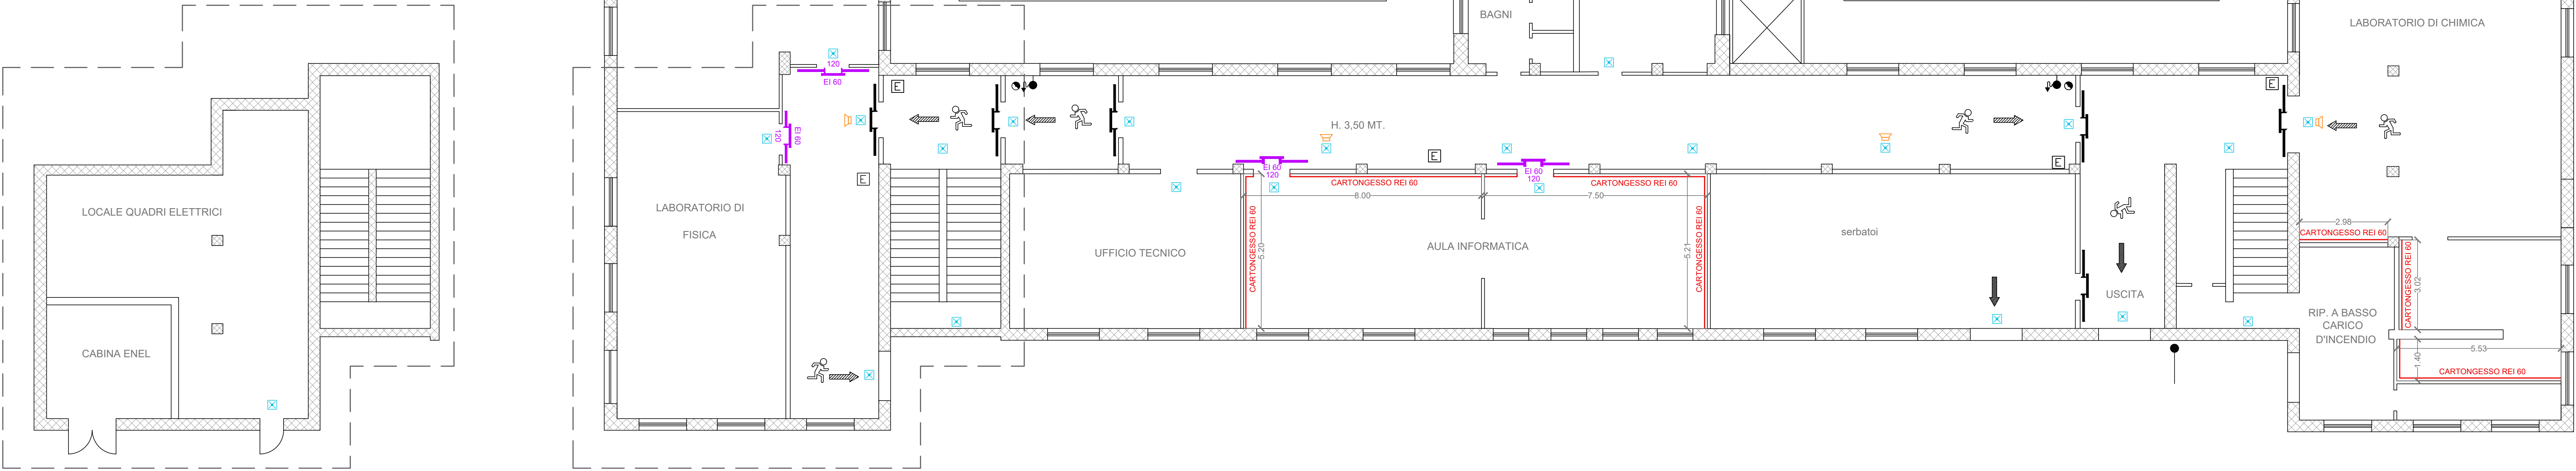 BAGNI
LABORATORIO DI CHIMICA
120
EI 60
E
E
EI 60
120
H. 3,50 MT.
E
E
E
EI 60
120
EI 60
120
CARTONGESSO REI 60
CARTONGESSO REI 60
8.00
7.50
LOCALE QUADRI ELETTRICI
LABORATORIO DI
FISICA
UFFICIO TECNICO
CARTONGESSO REI 60
5.20
AULA INFORMATICA
5.21
CARTONGESSO REI 60
serbatoi
USCITA
2.98
CARTONGESSO REI 60
CARTONGESSO REI 60
3.02
RIP. A BASSO
CARICO
D'INCENDIO
5.53
1.40
CARTONGESSO REI 60
CABINA ENEL